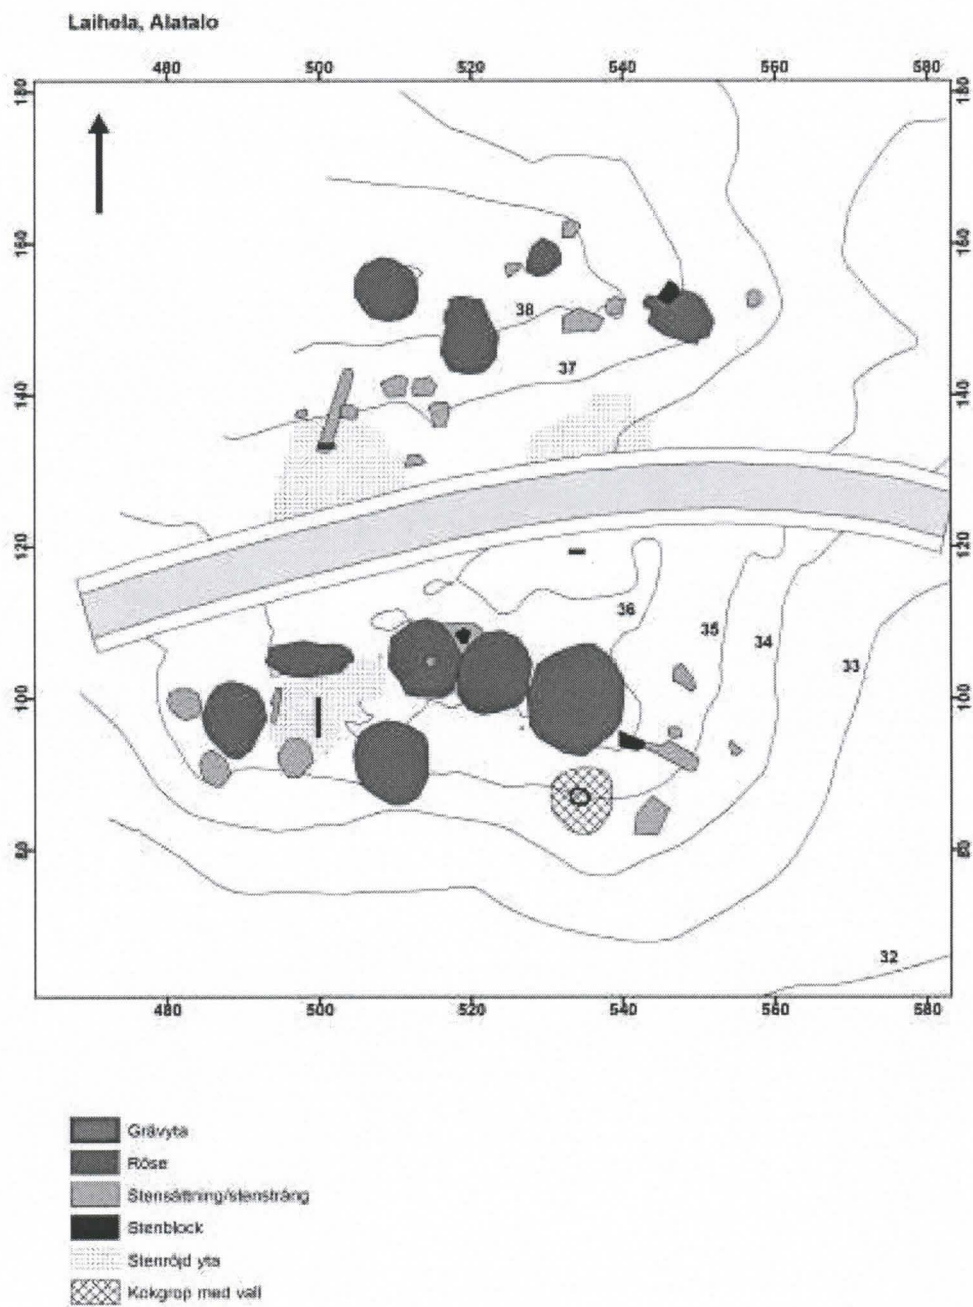 Laihela, Alatalo
480 500 520 540 560 580
180 180
160 160
38
37
140 140
120 120
36 35 34 33
100 100
80 80
32
480 500 520 540 560 580
Grävyta
Röse
Stensättning/stensträng
Stenblock
Stenröjd yta
Kokgrop med vall